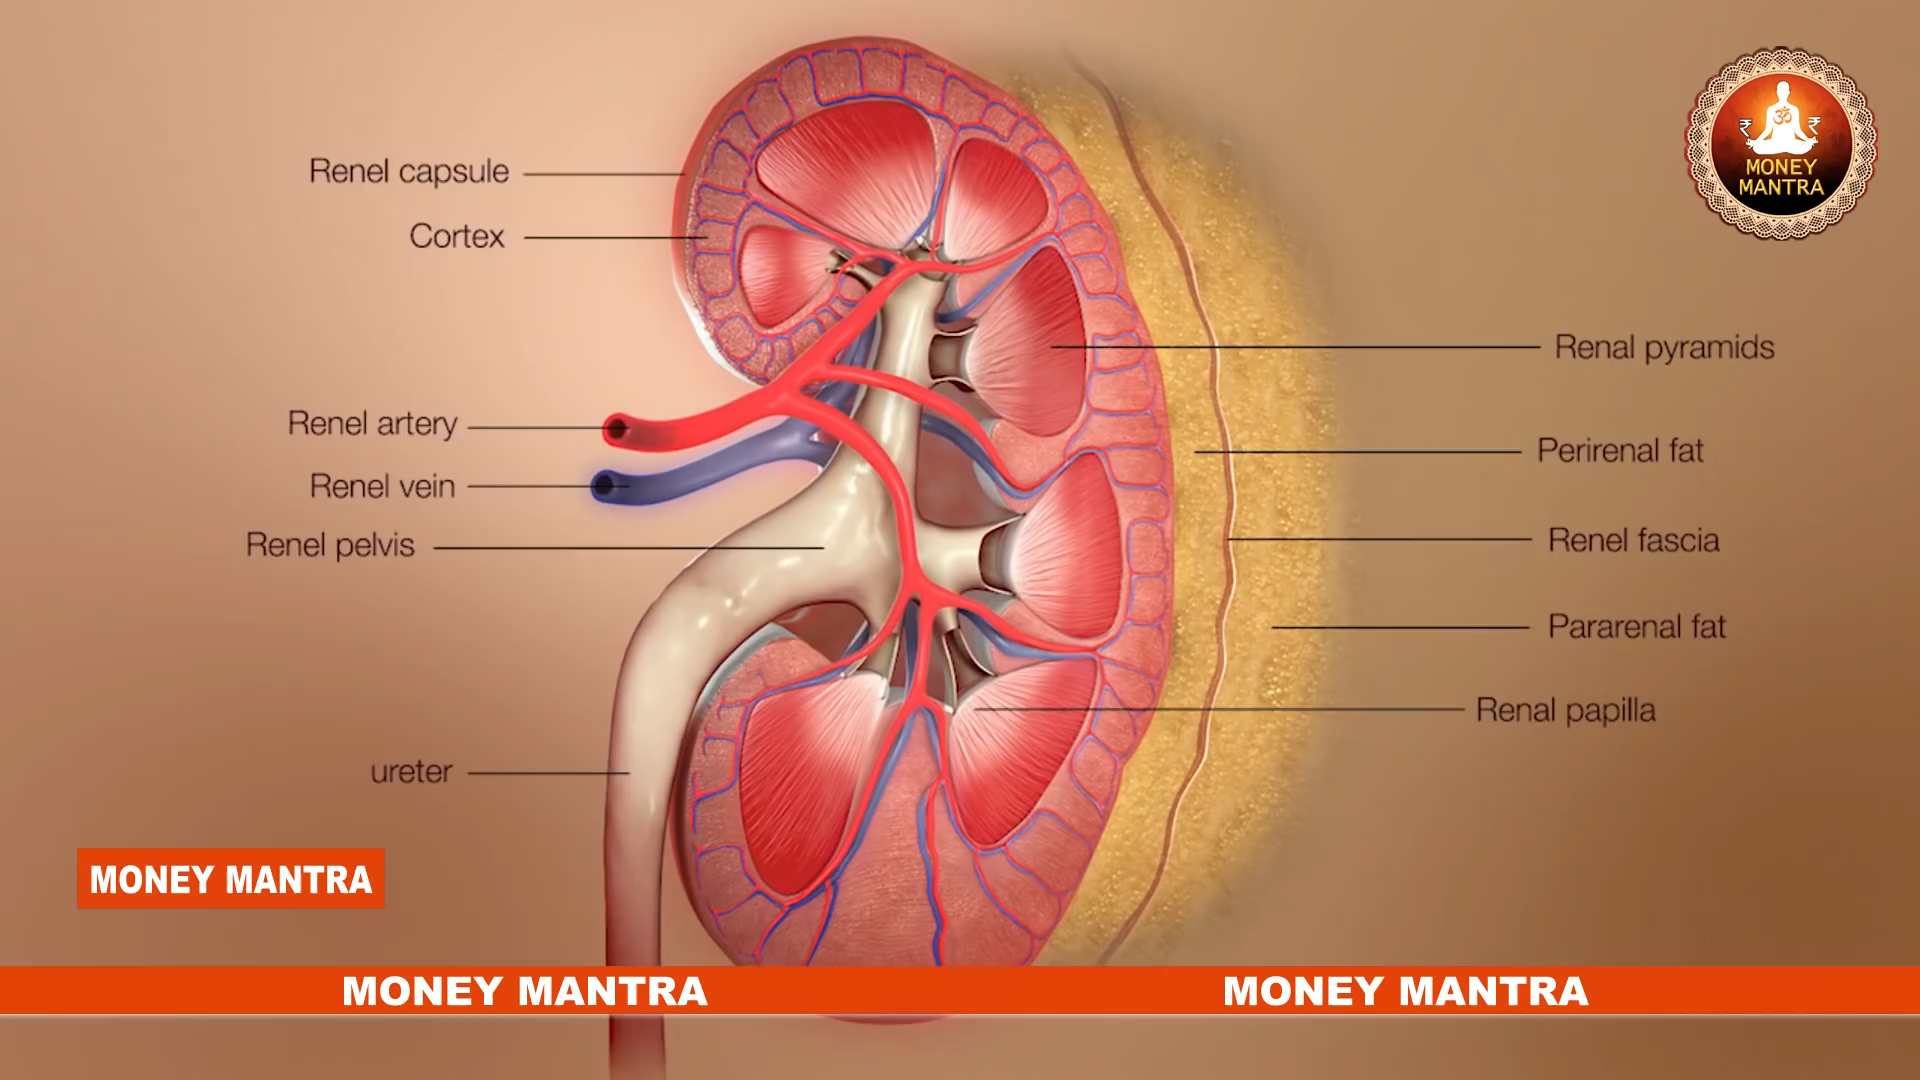 Renel capsule
Cortex
Renel artery
Renel vein
Renel pelvis
ureter
Renal pyramids
Perirenal fat
Renel fascia
Pararenal fat
Renal papilla
₹ ॐ ₹
MONEY
MANTRA
MONEY MANTRA
MONEY MANTRA MONEY MANTRA